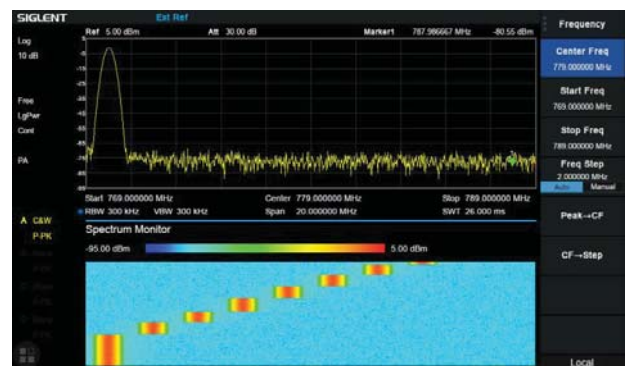 SIGLENT
Ext Ref
Ref 5.00 dBm Att 30.00 dB Marker1 787.986667 MHz -80.55 dBm
Log
10 dB
Free
LgPwr
Cont
PA
A C&W
P-PK
Start 769.000000 MHz Center 779.000000 MHz Stop 789.000000 MHz
RBW 300 kHz VBW 300 kHz Span 20.000000 MHz SWT 26.000 ms
Spectrum Monitor
-95.00 dBm 5.00 dBm
Frequency
Center Freq
779.000000 MHz
Start Freq
769.000000 MHz
Stop Freq
789.000000 MHz
Freq Step
2.000000 MHz
Auto Manual
Peak→CF
CF→Step
Local